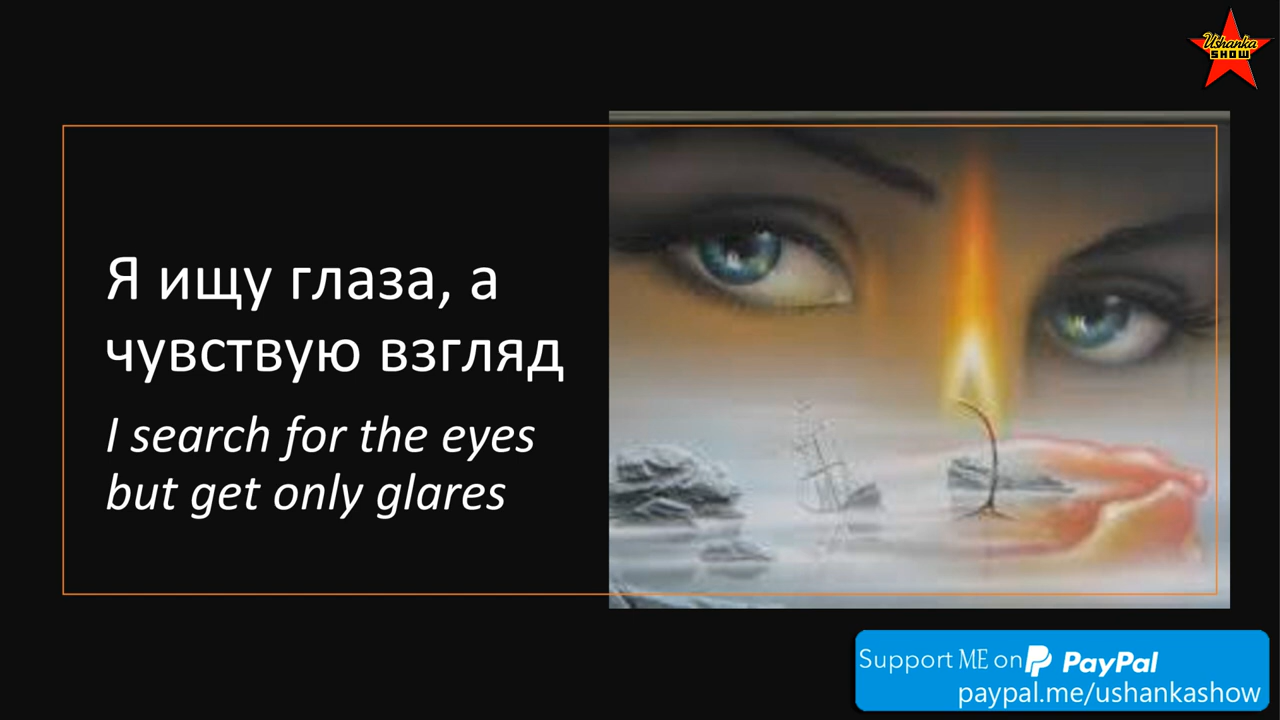 Ushanka
SHOW
Я ищу глаза, а
чувствую взгляд
I search for the eyes
but get only glares
Support ME on PayPal
paypal.me/ushankashow